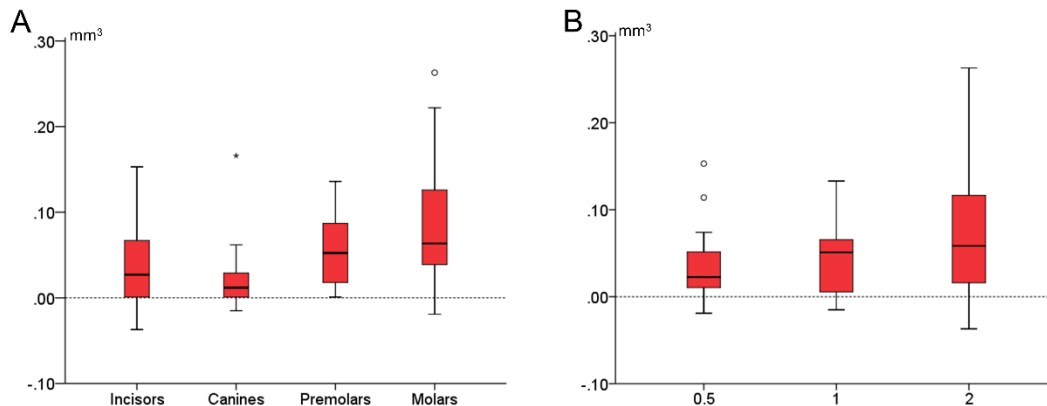 A
mm³
.30
.20
.10
.00
-.10
Incisors Canines Premolars Molars
B
mm³
.30
.20
.10
.00
-.10
0.5 1 2